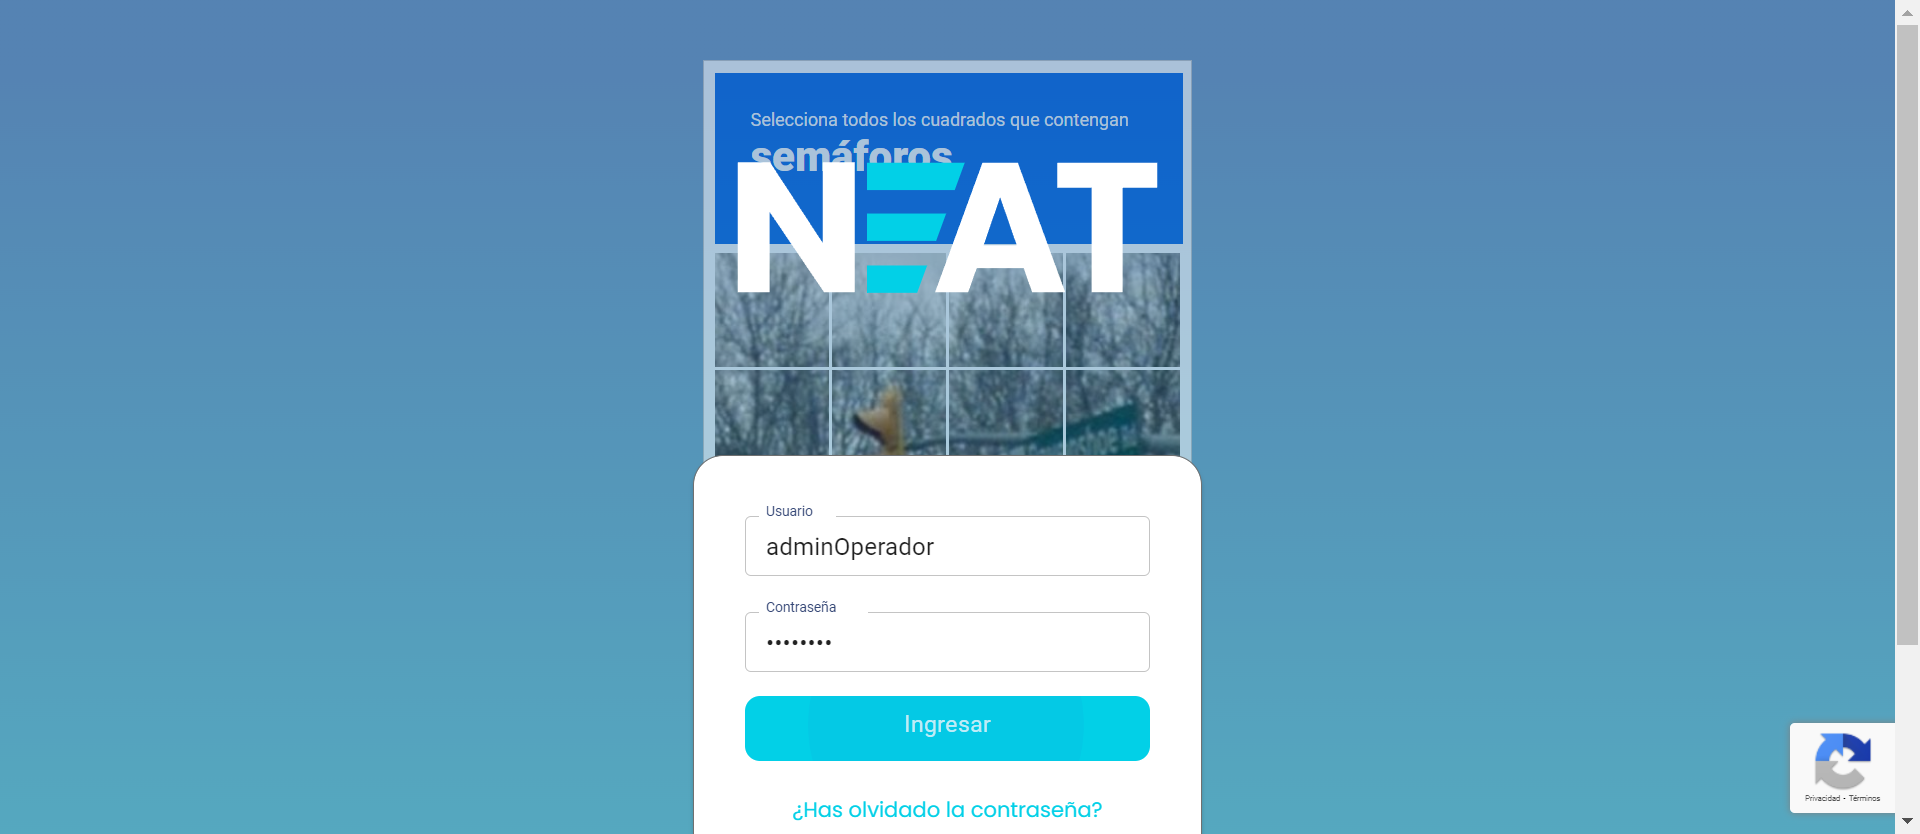 Selecciona todos los cuadrados que contengan
semáforos
NEAT
Usuario
adminOperador
Contraseña
••••••••
Ingresar
¿Has olvidado la contraseña?
Privacidad - Términos